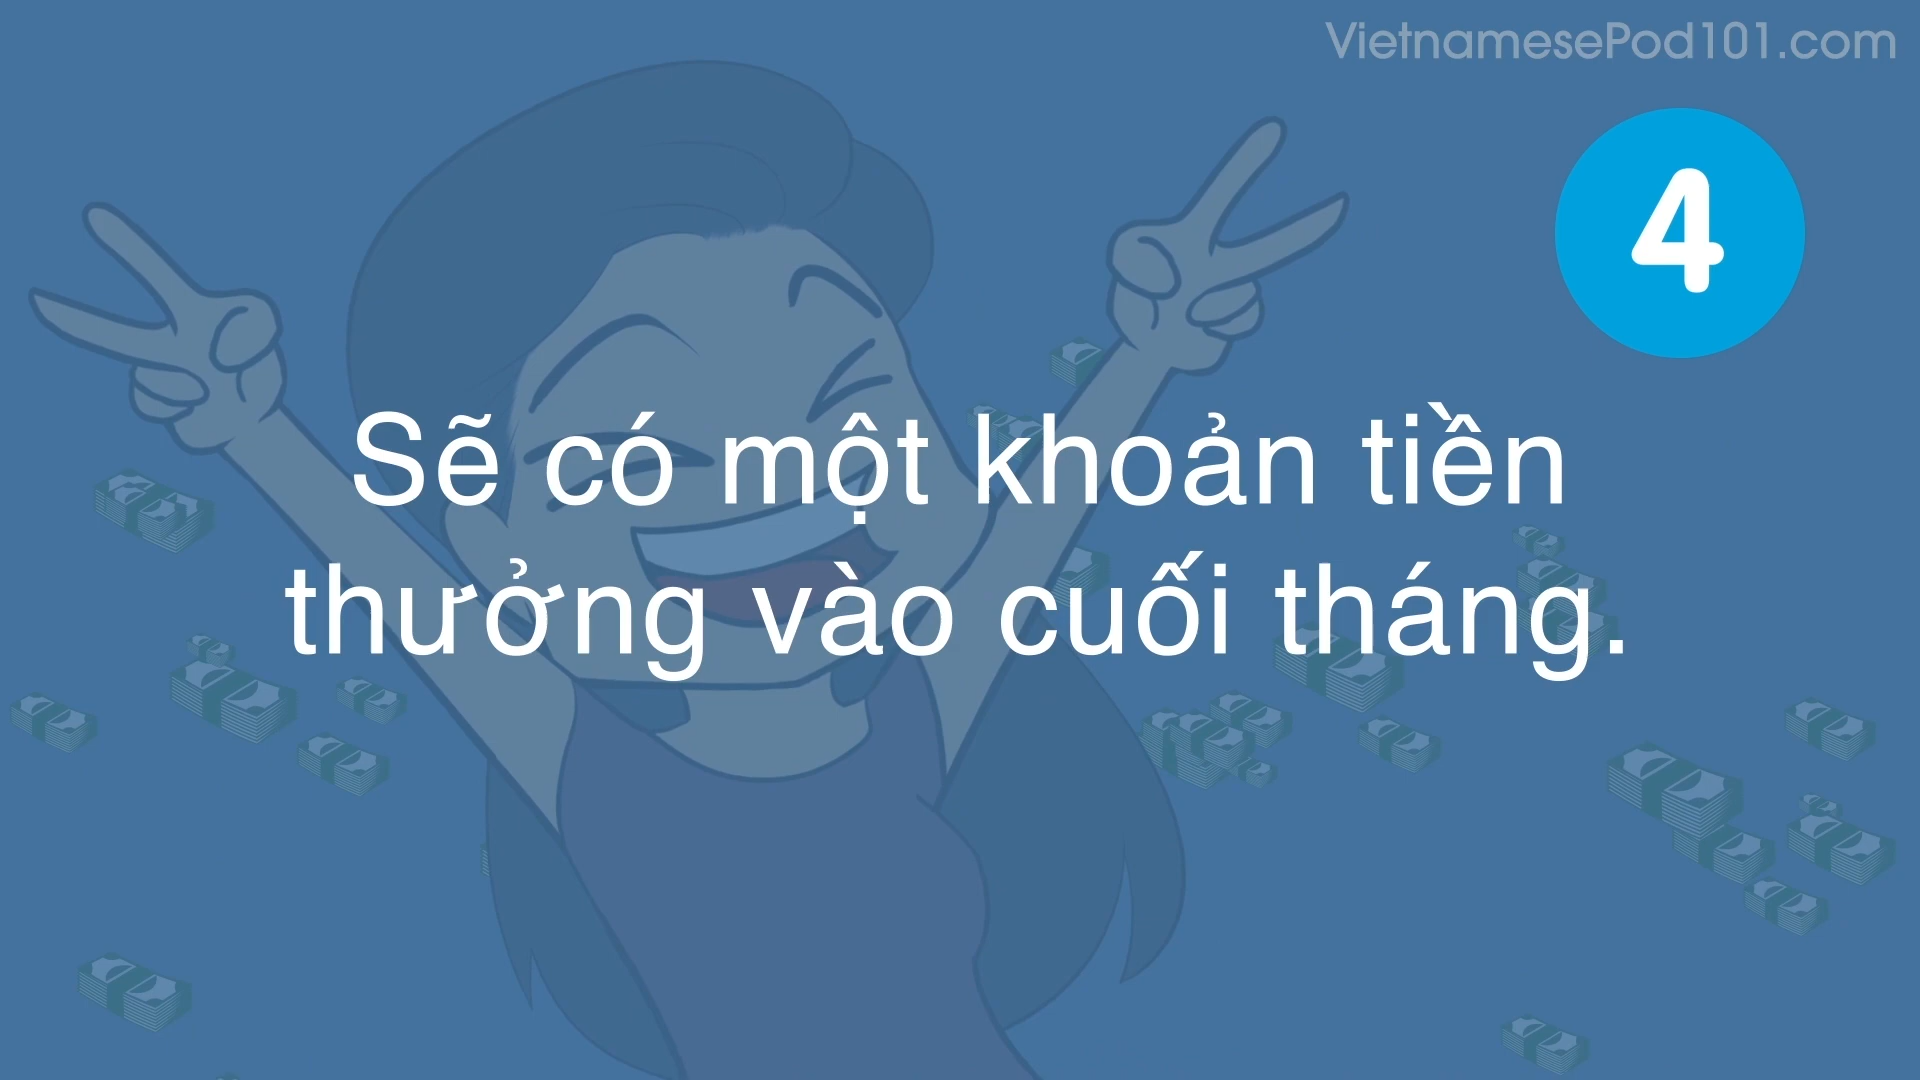 VietnamesePod101.com
4
Sẽ có một khoản tiền
thưởng vào cuối tháng.